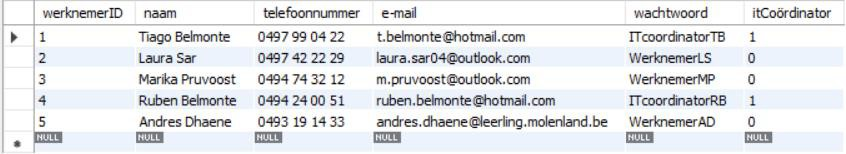 werknemerID naam telefoonnummer e-mail wachtwoord itCoördinator
1 Tiago Belmonte 0497 99 04 22 t.belmonte@hotmail.com ITcoordinatorTB 1
2 Laura Sar 0497 42 22 29 laura.sar04@outlook.com WerknemerLS 0
3 Marika Pruvoost 0494 74 32 12 m.pruvoost@outlook.com WerknemerMP 0
4 Ruben Belmonte 0494 24 00 51 ruben.belmonte@hotmail.com ITcoordinatorRB 1
5 Andres Dhaene 0493 19 14 33 andres.dhaene@leerling.molenland.be WerknemerAD 0
NULL NULL NULL NULL NULL NULL